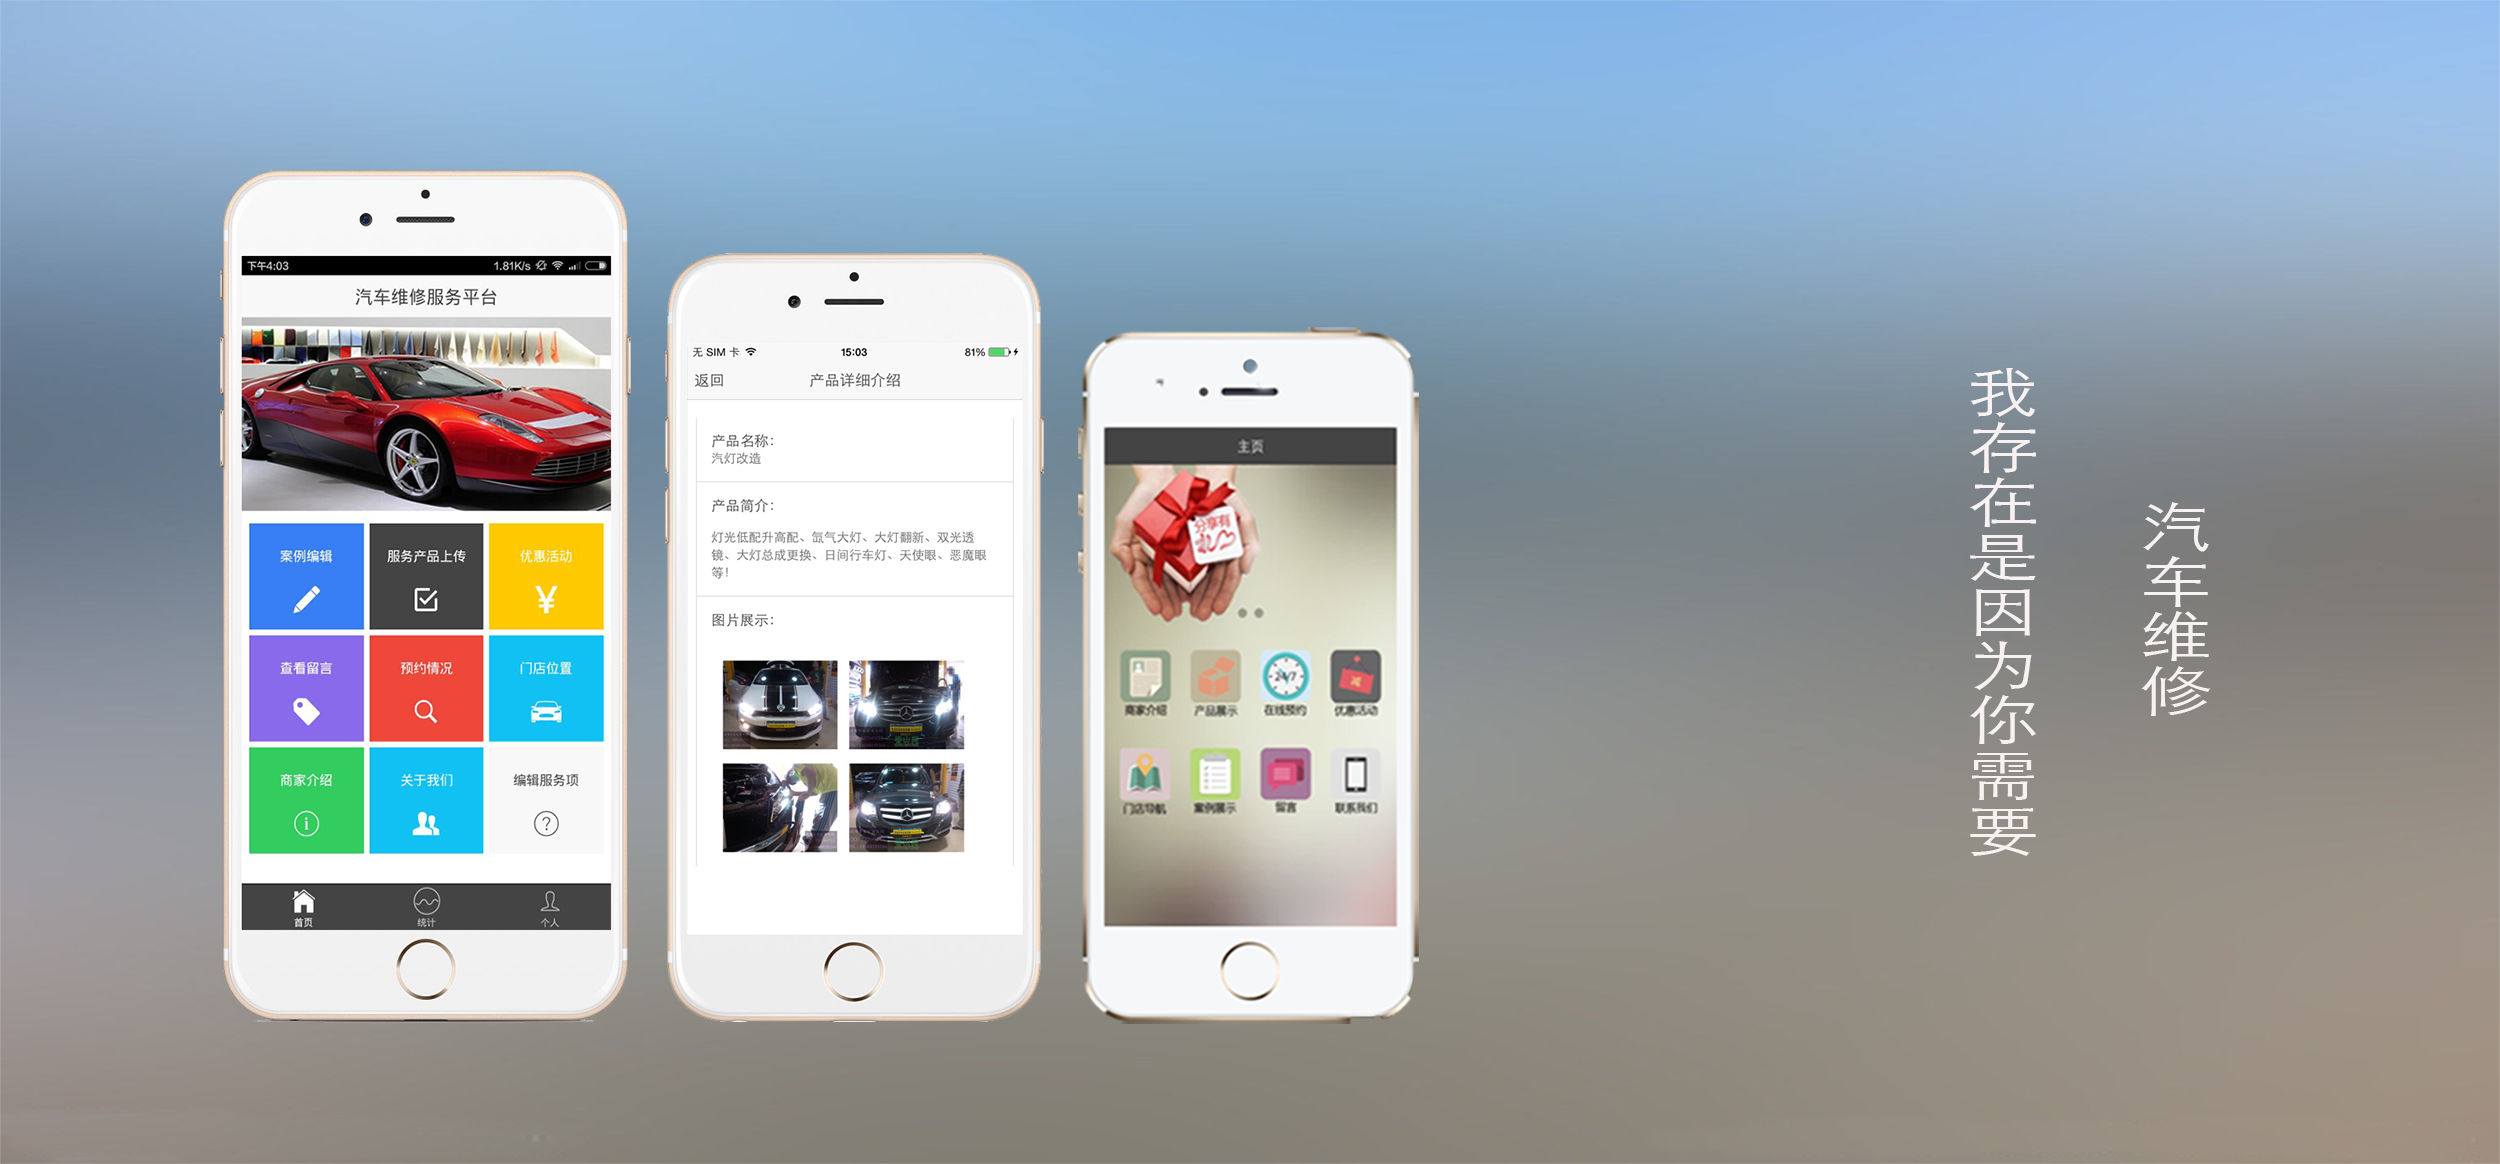 下午4:03
1.81K/s
汽车维修服务平台
案例编辑
服务产品上传
优惠活动
¥
查看留言
预约情况
门店位置
商家介绍
关于我们
编辑服务项
首页
统计
个人
无 SIM 卡
15:03
81%
返回
产品详细介绍
产品名称：
汽灯改造
产品简介：
灯光低配升高配、氙气大灯、大灯翻新、双光透
镜、大灯总成更换、日间行车灯、天使眼、恶魔眼
等！
图片展示：
主页
分享有
礼
商家介绍
产品展示
24/7
在线预约
优惠活动
门店导航
案例展示
留言
联系我们
汽车维修
我存在是因为你需要